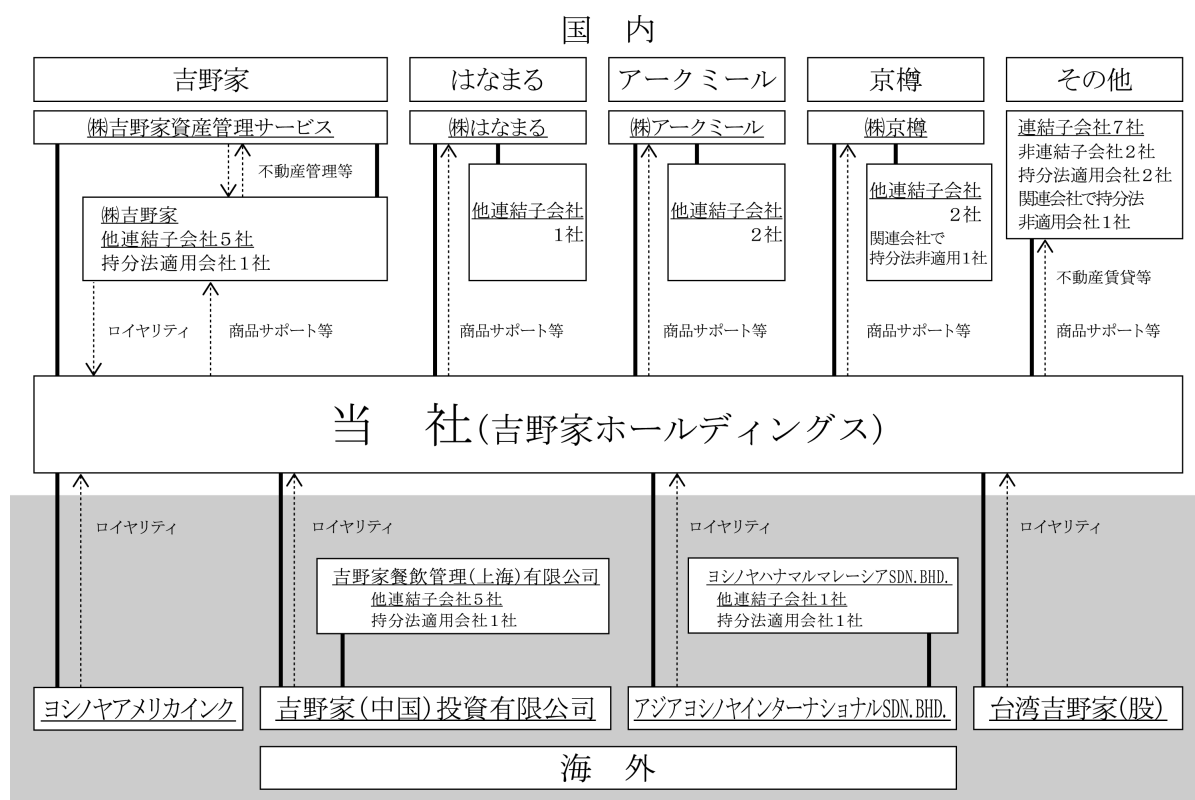 国　内
吉野家
はなまる
アークミール
京樽
その他
㈱吉野家資産管理サービス
㈱はなまる
㈱アークミール
㈱京樽
連結子会社７社
非連結子会社２社
持分法適用会社２社
関連会社で持分法
非適用会社１社
不動産管理等
㈱吉野家
他連結子会社５社
持分法適用会社１社
他連結子会社
1社
他連結子会社
2社
他連結子会社
2社
関連会社で
持分法非適用1社
不動産賃貸等
ロイヤリティ
商品サポート等
商品サポート等
商品サポート等
商品サポート等
商品サポート等
当　社(吉野家ホールディングス)
ロイヤリティ
ロイヤリティ
ロイヤリティ
ロイヤリティ
吉野家餐飲管理(上海)有限公司
他連結子会社５社
持分法適用会社１社
ヨシノヤハナマルマレーシアSDN.BHD.
他連結子会社１社
持分法適用会社１社
ヨシノヤアメリカインク
吉野家(中国)投資有限公司
アジアヨシノヤインターナショナルSDN.BHD.
台湾吉野家(股)
海　外